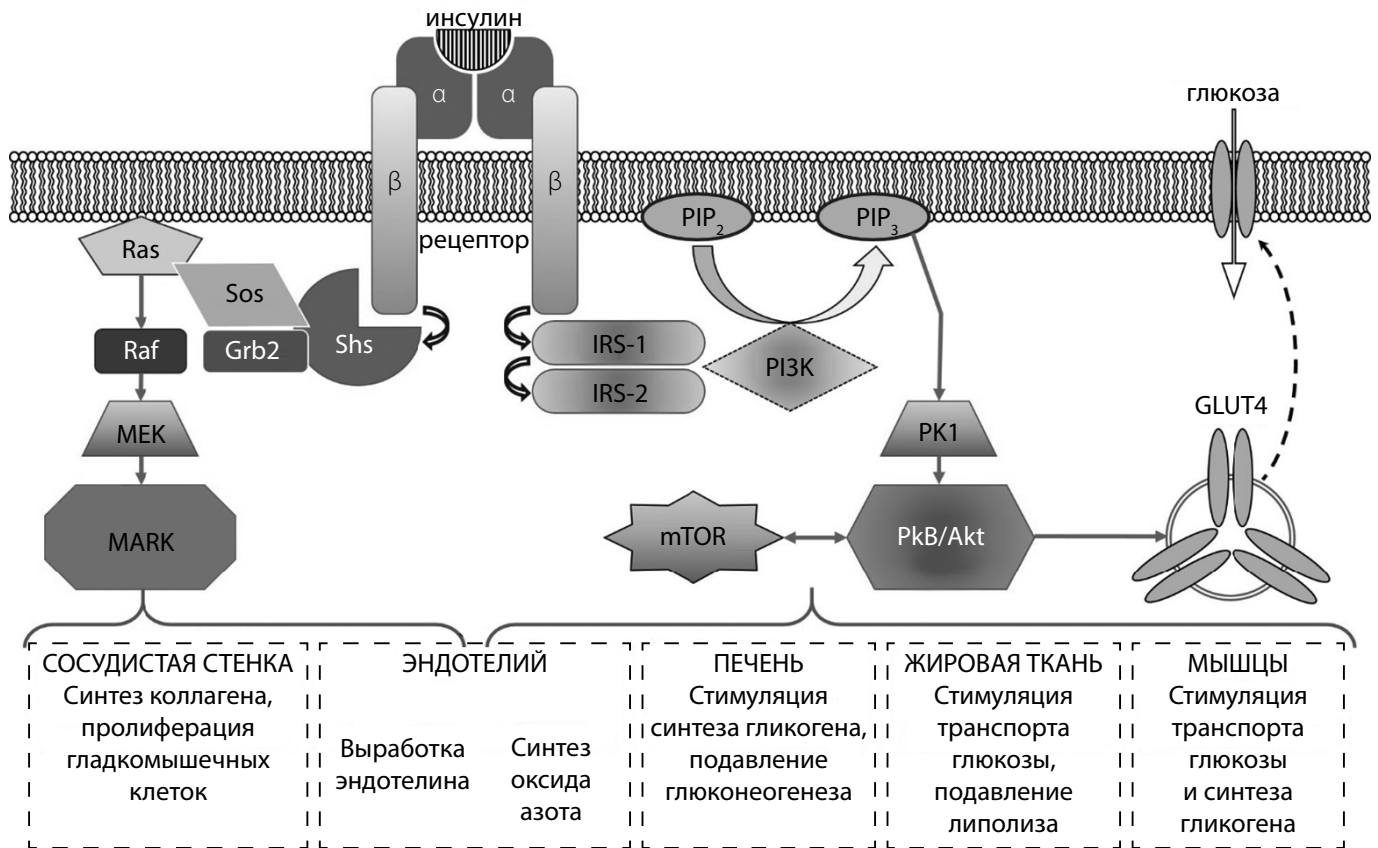 инсулин
α
α
глюкоза
β
β
рецептор
PIP2
PIP3
Ras
Sos
Raf
Grb2
Shs
IRS-1
IRS-2
PI3K
MEK
PK1
GLUT4
MARK
mTOR
PkB/Akt
СОСУДИСТАЯ СТЕНКА
Синтез коллагена,
пролиферация
гладкомышечных
клеток
ЭНДОТЕЛИЙ
Выработка
эндотелина
Синтез
оксида
азота
ПЕЧЕНЬ
Стимуляция
синтеза гликогена,
подавление
глюконеогенеза
ЖИРОВАЯ ТКАНЬ
Стимуляция
транспорта
глюкозы,
подавление
липолиза
МЫШЦЫ
Стимуляция
транспорта
глюкозы
и синтеза
гликогена